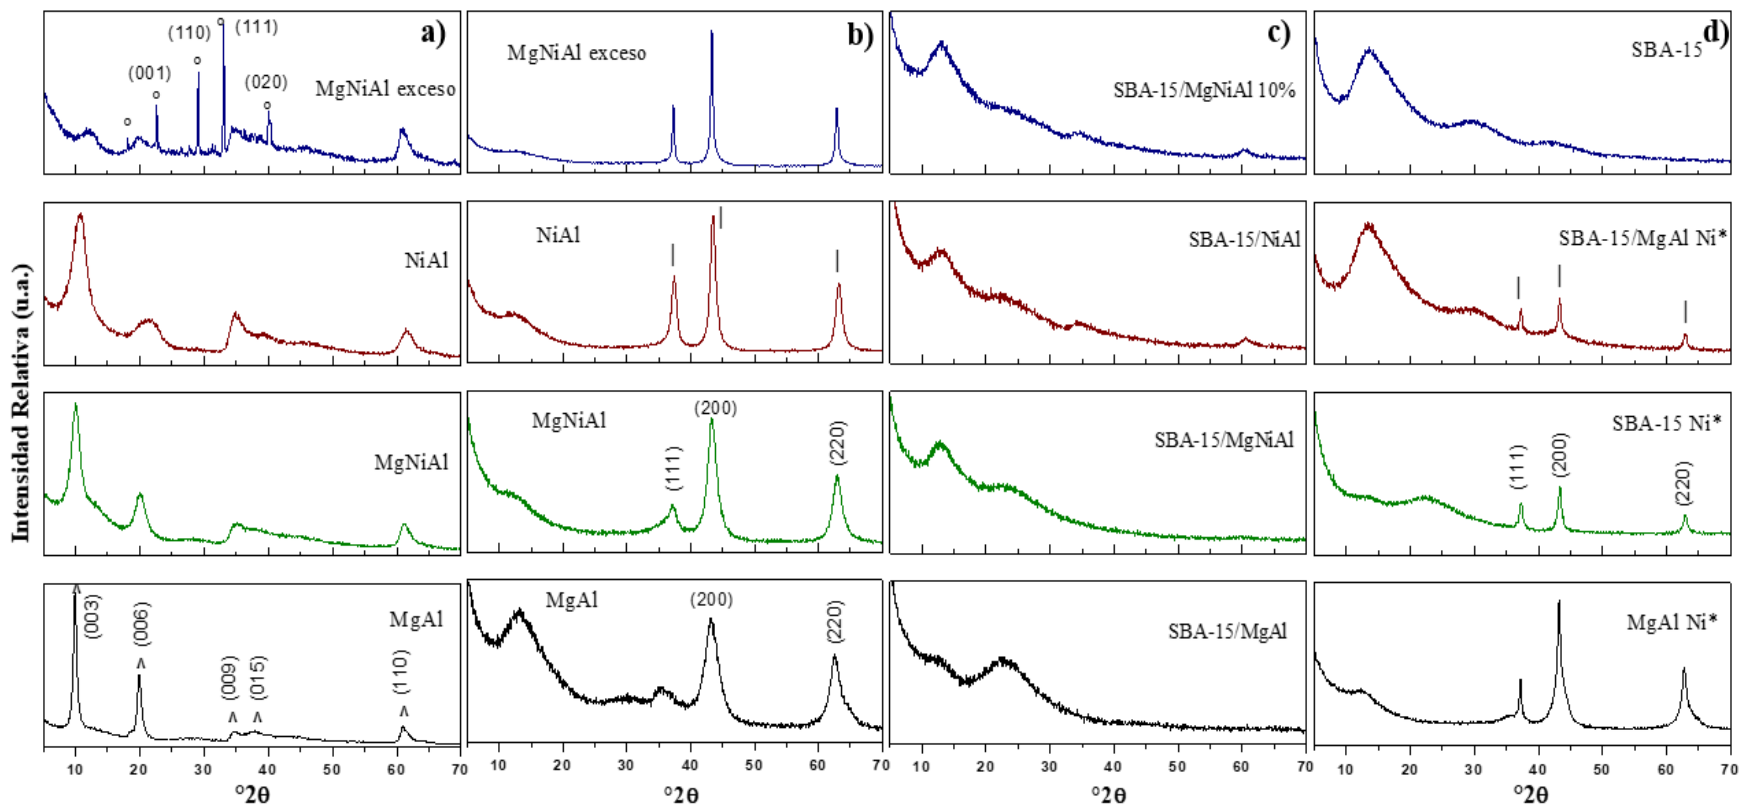 Intensidad Relativa (u.a.)
a)
(110)
(111)
(001)
(020)
MgNiAl exceso
NiAl
MgNiAl
MgAl
(003)
(006)
(009)
(015)
(110)
10 20 30 40 50 60 70
°2θ
b)
MgNiAl exceso
NiAl
MgNiAl
(111)
(200)
(220)
MgAl
(200)
(220)
10 20 30 40 50 60 70
°2θ
c)
SBA-15/MgNiAl 10%
SBA-15/NiAl
SBA-15/MgNiAl
SBA-15/MgAl
10 20 30 40 50 60 70
°2θ
d)
SBA-15
SBA-15/MgAl Ni*
SBA-15 Ni*
(111)
(200)
(220)
MgAl Ni*
10 20 30 40 50 60 70
°2θ